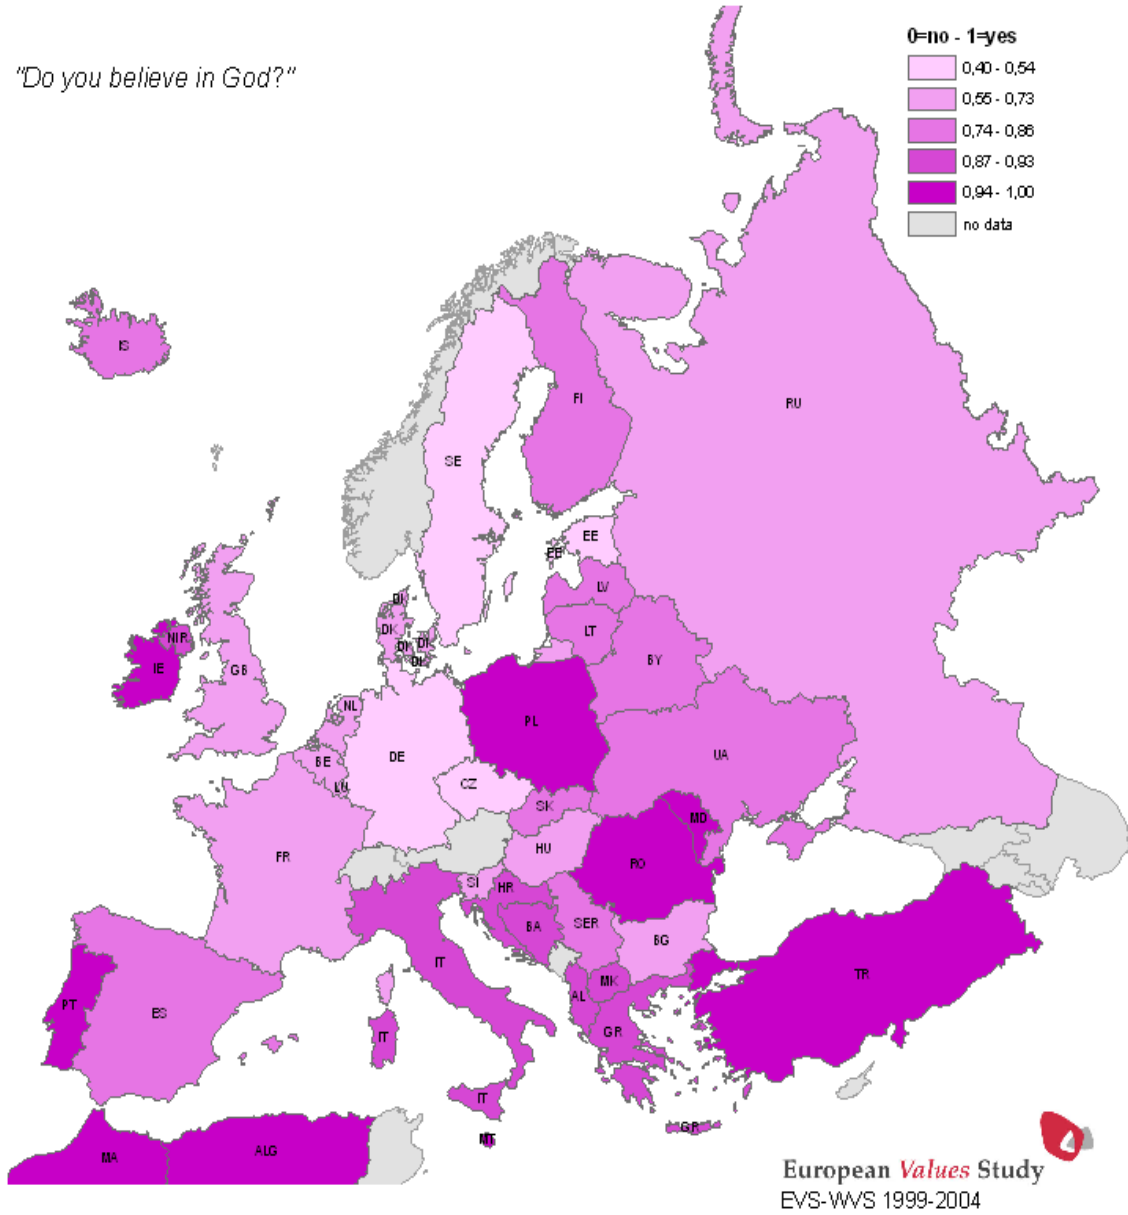 "Do you believe in God?"
0=no - 1=yes
0,40 - 0,54
0,55 - 0,73
0,74 - 0,86
0,87 - 0,93
0,94 - 1,00
no data
IS
FI
RU
SE
EE
EE
LV
DK
LT
DK
DK
DK
DK
NIR
IE
GB
BY
NL
PL
UA
BE
DE
LU
CZ
SK
MD
HU
FR
RO
SI
HR
SER
BA
BG
IT
TR
MK
AL
PT
ES
GR
IT
IT
GR
MT
MA
ALG
European Values Study
EVS-WVS 1999-2004